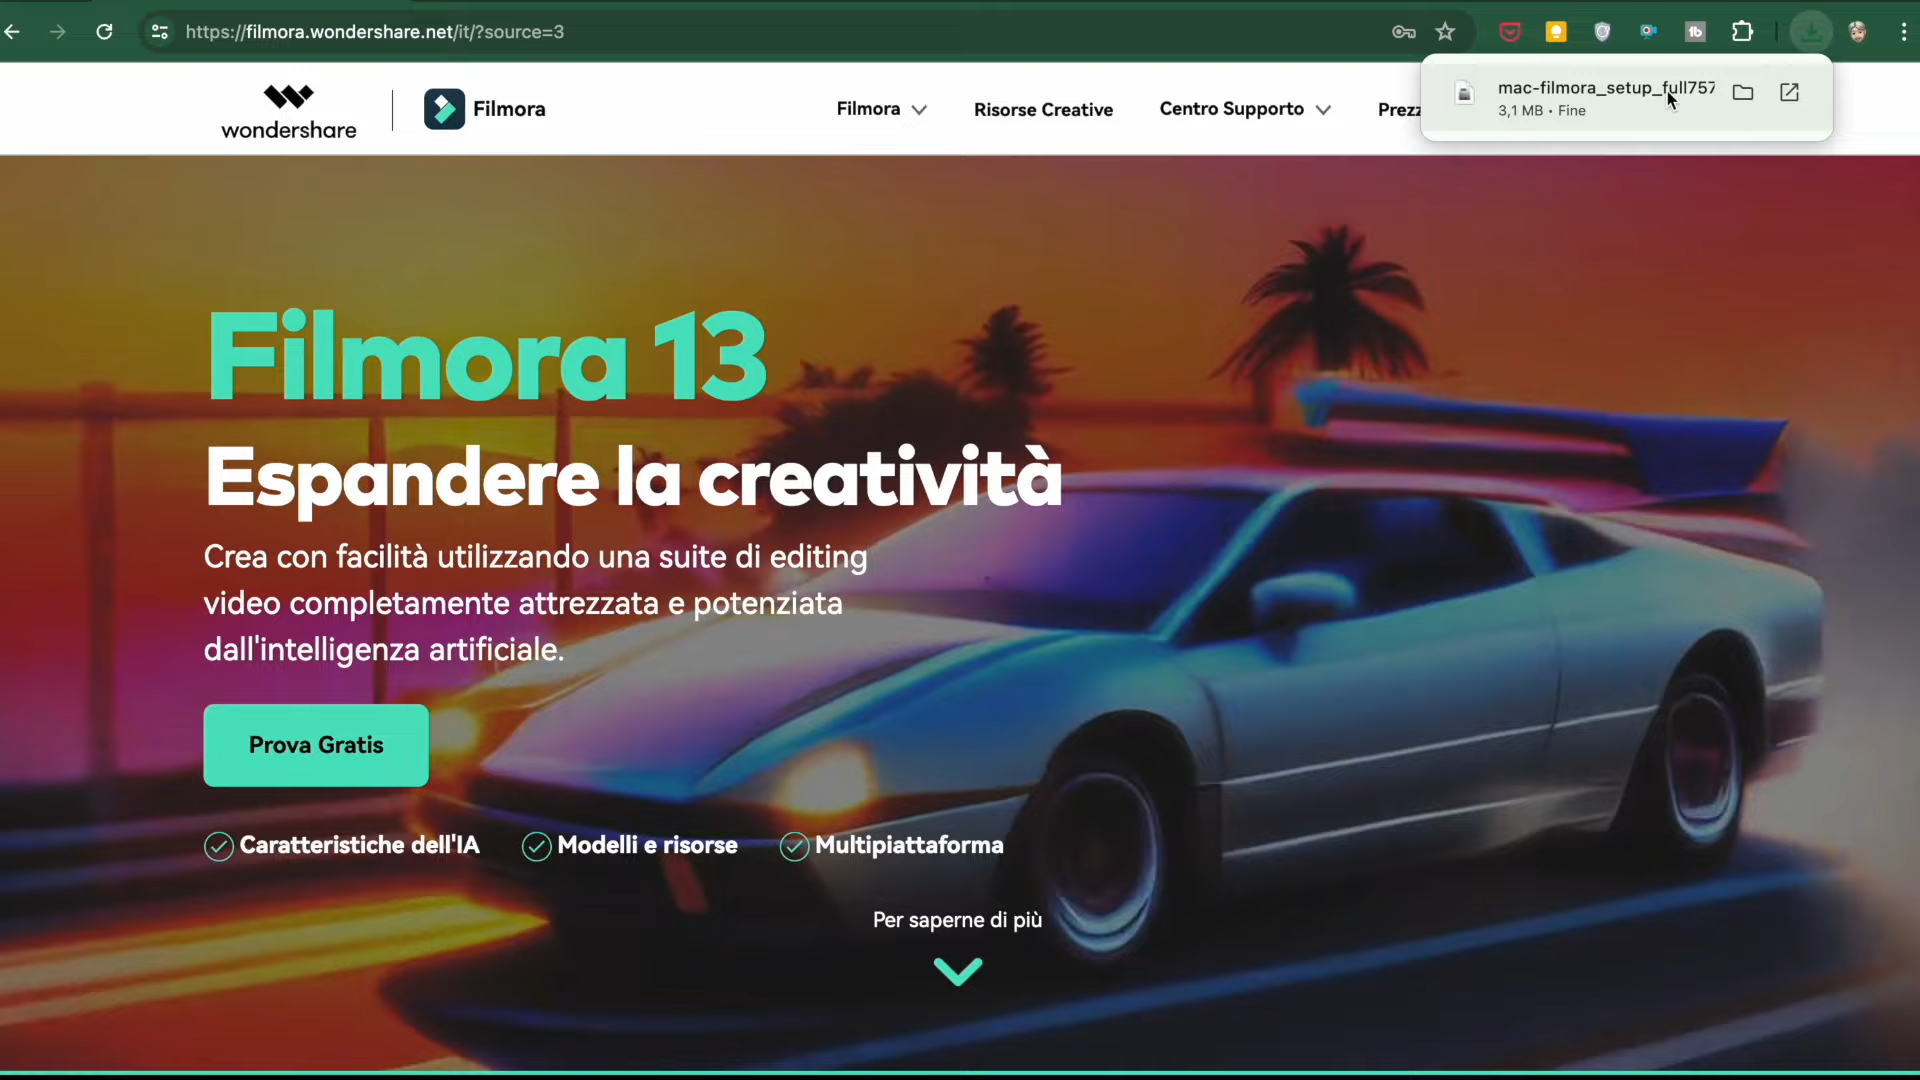 https://filmora.wondershare.net/it/?source=3
mac-filmora_setup_full757
3,1 MB • Fine
wondershare
Filmora
Filmora
Risorse Creative
Centro Supporto
Prezz
Filmora 13
Espandere la creatività
Crea con facilità utilizzando una suite di editing
video completamente attrezzata e potenziata
dall'intelligenza artificiale.
Prova Gratis
Caratteristiche dell'IA
Modelli e risorse
Multipiattaforma
Per saperne di più